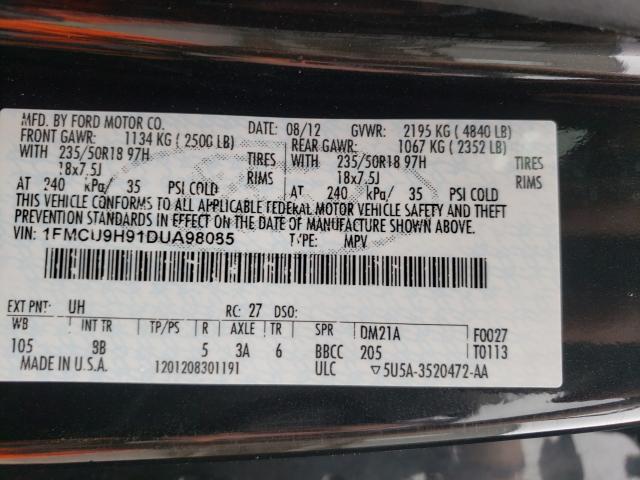 MFD. BY FORD MOTOR CO. DATE: 08/12 GVWR: 2195 KG ( 4840 LB)
FRONT GAWR: 1134 KG ( 2500 LB) REAR GAWR: 1067 KG ( 2352 LB)
WITH 235/50R18 97H TIRES WITH 235/50R18 97H TIRES
18x7.5J RIMS 18x7.5J RIMS
AT 240 kPa/ 35 PSI COLD AT 240 kPa/ 35 PSI COLD
THIS VEHICLE CONFORMS TO ALL APPLICABLE FEDERAL MOTOR VEHICLE SAFETY AND THEFT
PREVENTION STANDARDS IN EFFECT ON THE DATE OF MANUFACTURE SHOWN ABOVE.
VIN: 1FMCU9H91DUA98085 TYPE: MPV
EXT PNT: UH RC: 27 DSO:
WB INT TR TP/PS R AXLE TR SPR DM21A F0027
105 BB 5 3A 6 BBCC 205 T0113
MADE IN U.S.A. 1201208301191 ULC ▽5U5A-3520472-AA